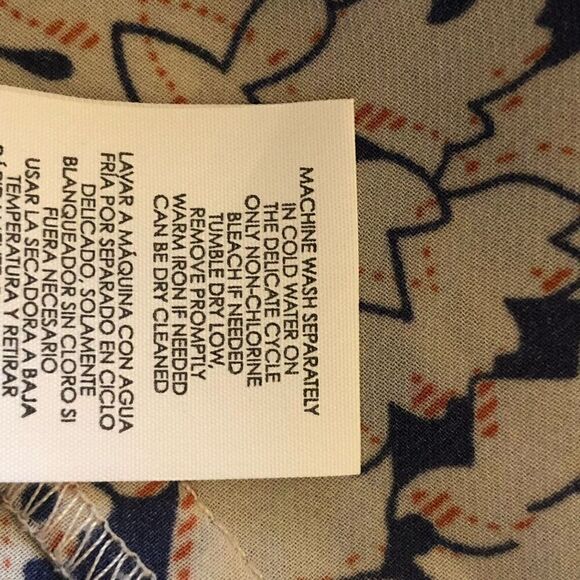 MACHINE WASH SEPARATELY
IN COLD WATER ON
THE DELICATE CYCLE
ONLY NON-CHLORINE
BLEACH IF NEEDED
TUMBLE DRY LOW,
REMOVE PROMPTLY
WARM IRON IF NEEDED
CAN BE DRY CLEANED
LAVAR A MÁQUINA CON AGUA
FRÍA POR SEPARADO EN CICLO
DELICADO, SOLAMENTE
BLANQUEADOR SIN CLORO SI
FUERA NECESARIO
USAR LA SECADORA A BAJA
TEMPERATURA Y RETIRAR